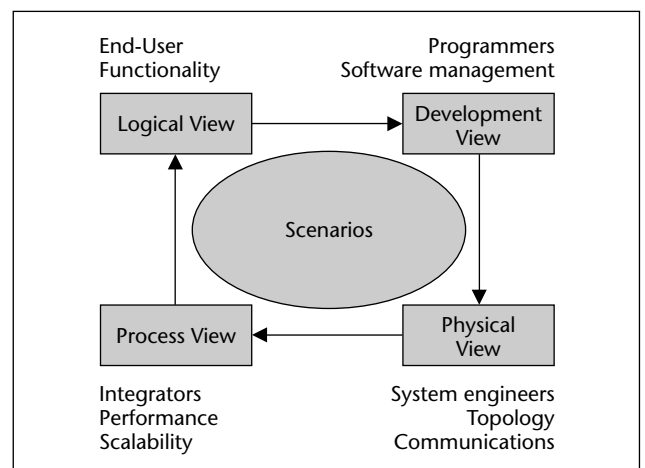 End-User
Functionality
Programmers
Software management
Logical View
Development
View
Scenarios
Process View
Physical
View
Integrators
Performance
Scalability
System engineers
Topology
Communications